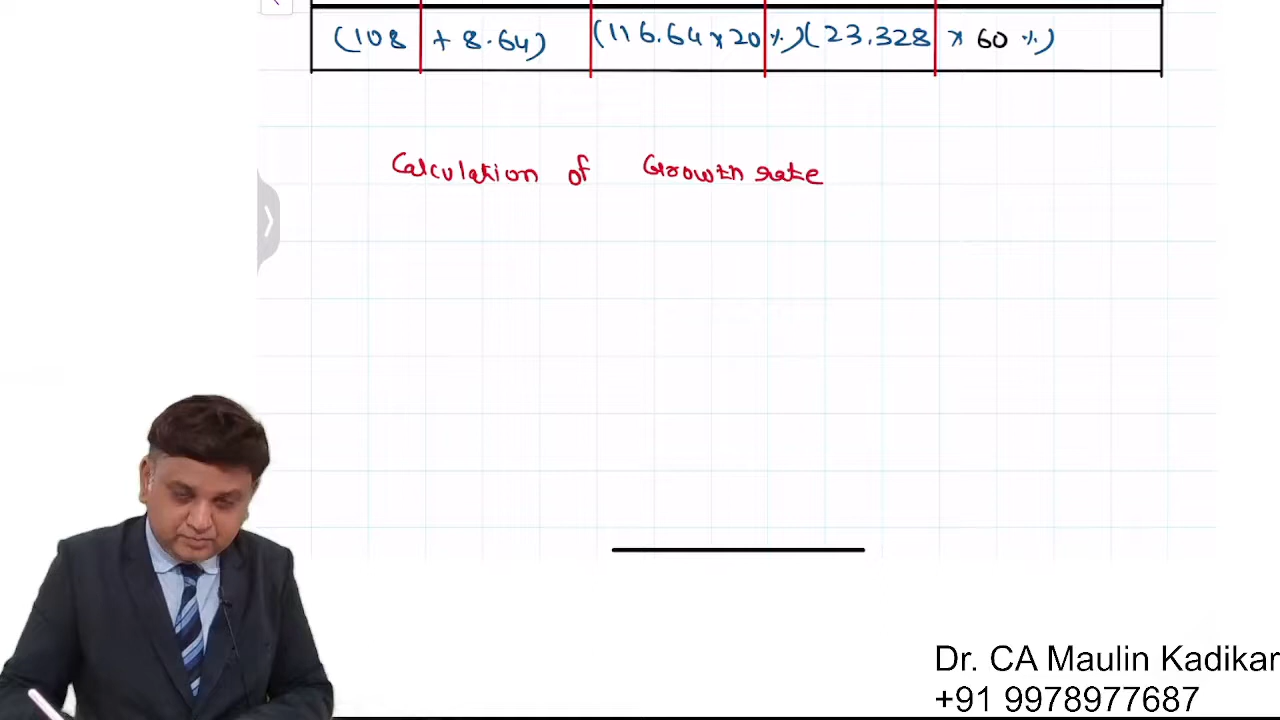 (108 + 8.64) (116.64 x 20 %) (23.328 x 60 %)
Calculation of Growth rate
Dr. CA Maulin Kadikar
+91 9978977687